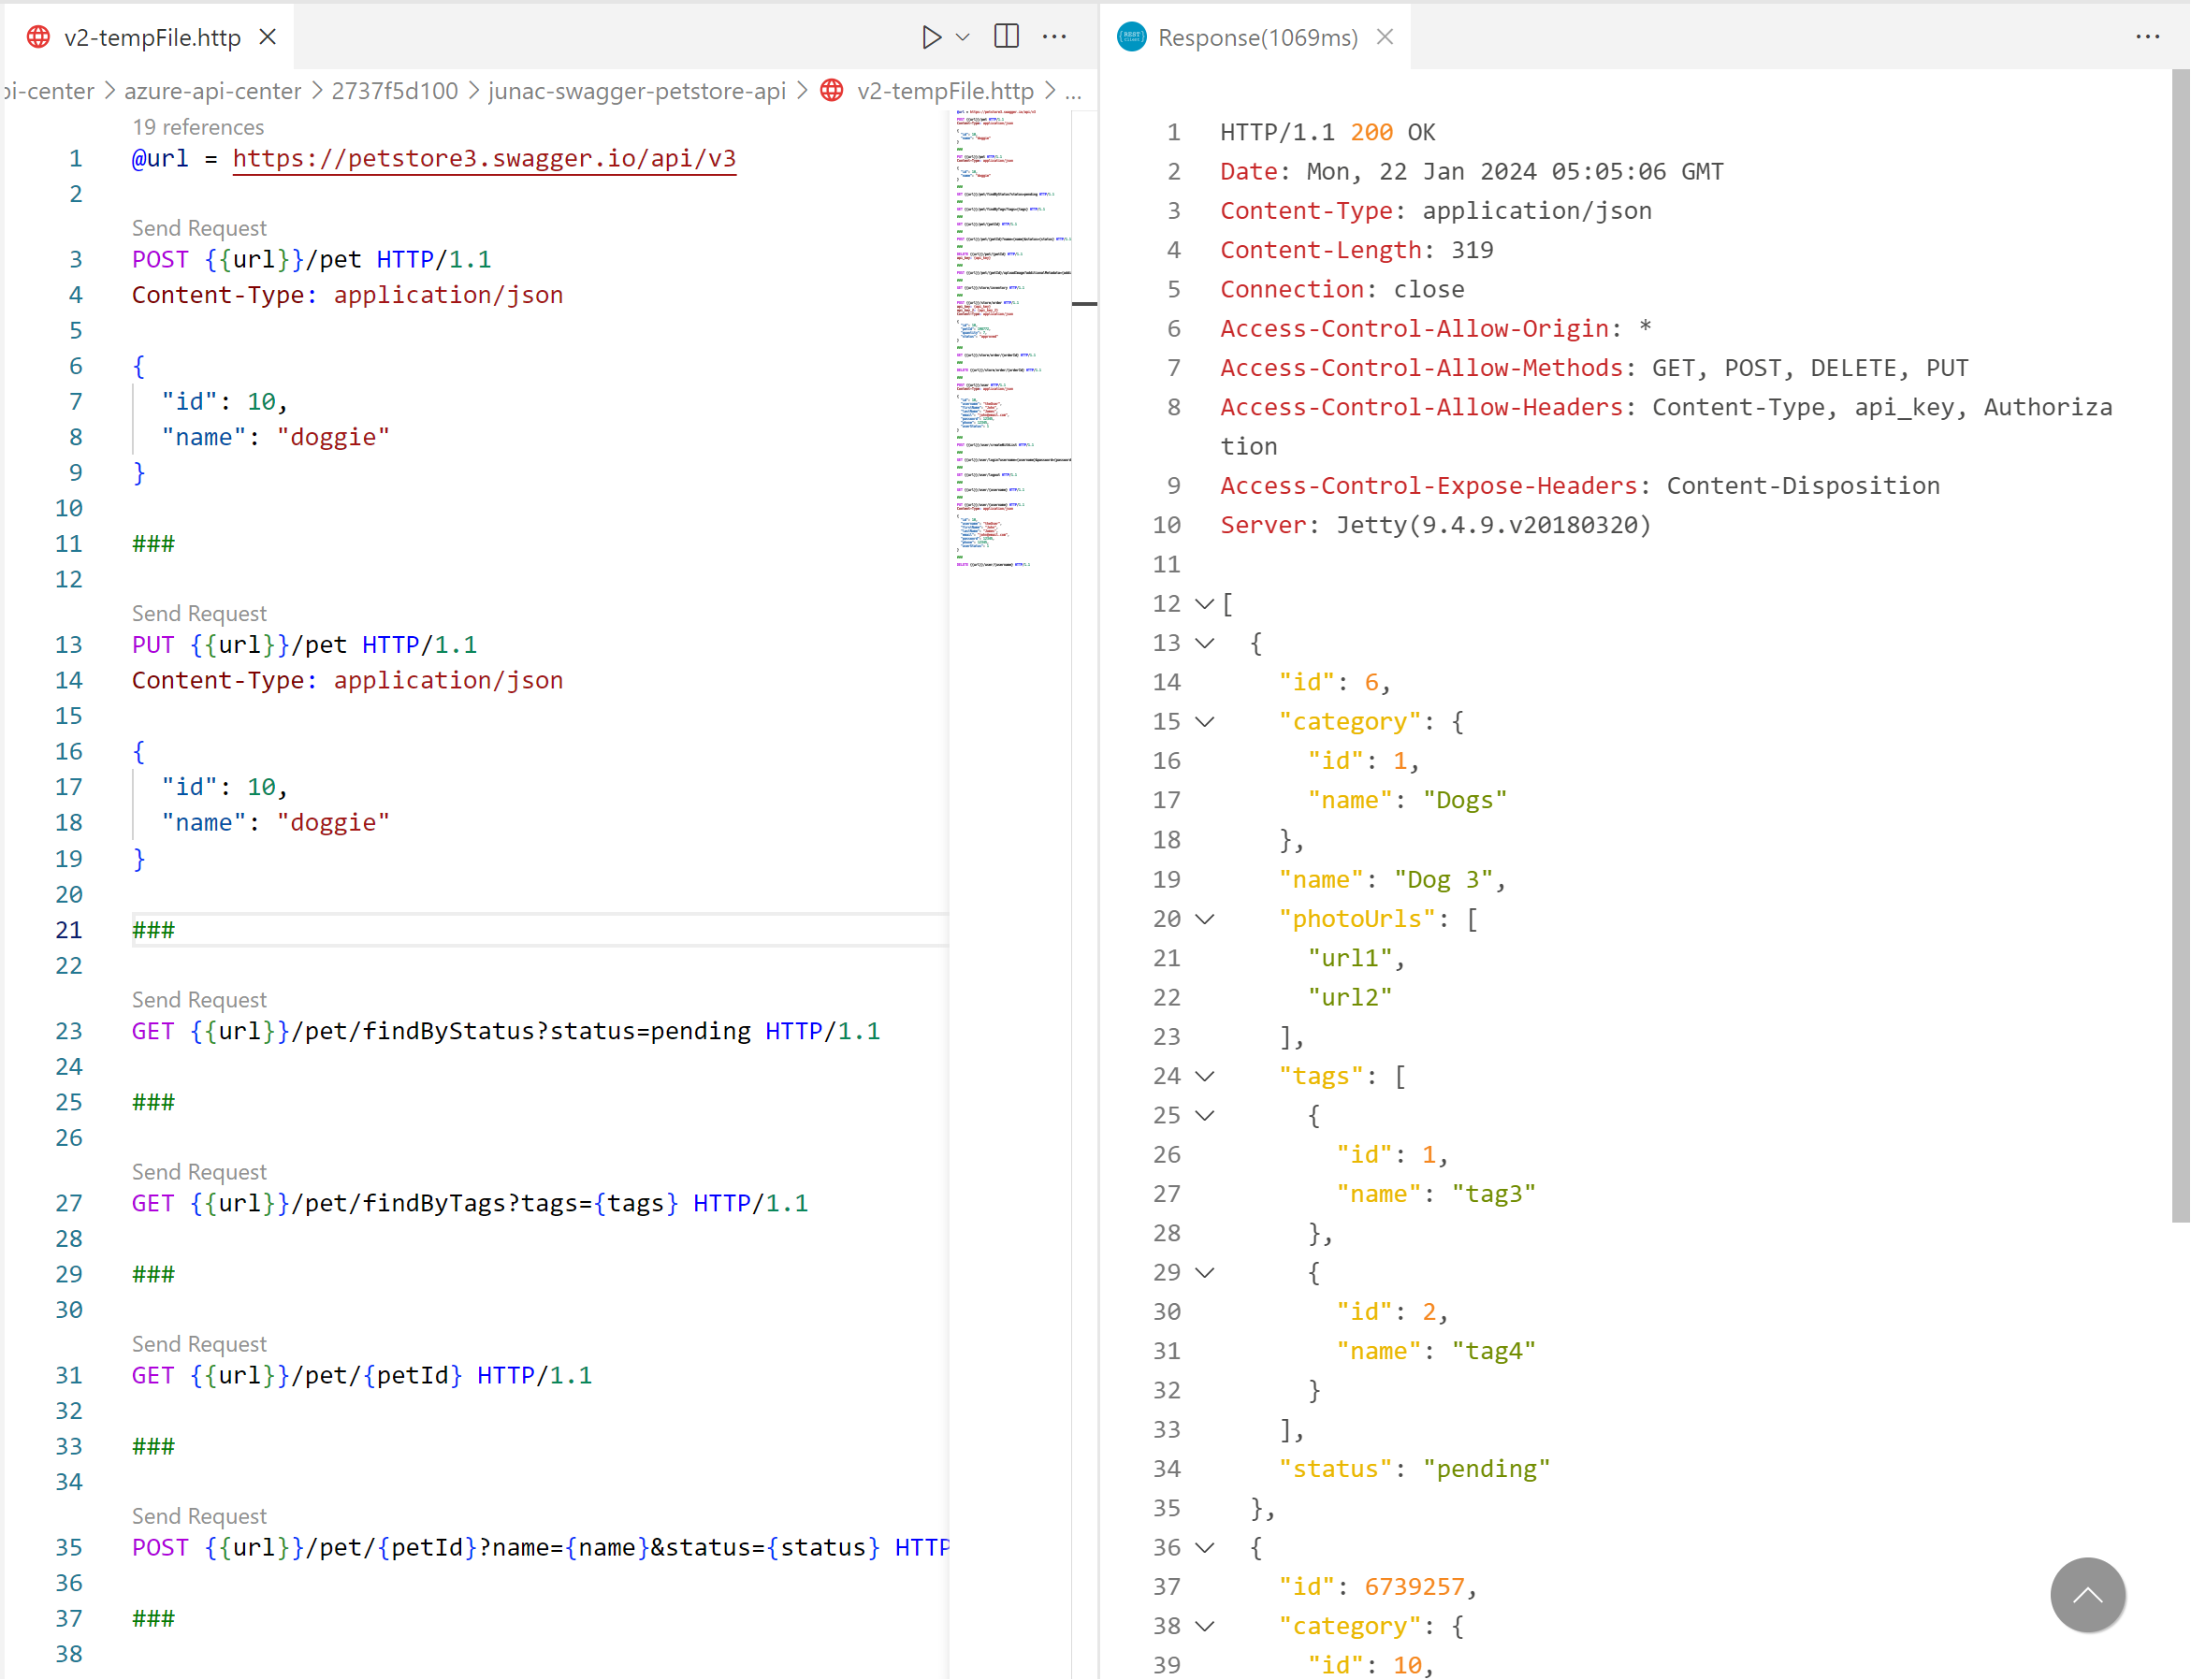 v2-tempFile.http
pi-center > azure-api-center > 2737f5d100 > junac-swagger-petstore-api > v2-tempFile.http > ...
19 references
1 @url = https://petstore3.swagger.io/api/v3
2
Send Request
3 POST {{url}}/pet HTTP/1.1
4 Content-Type: application/json
5
6 {
7 "id": 10,
8 "name": "doggie"
9 }
10
11 ###
12
Send Request
13 PUT {{url}}/pet HTTP/1.1
14 Content-Type: application/json
15
16 {
17 "id": 10,
18 "name": "doggie"
19 }
20
21 ###
22
Send Request
23 GET {{url}}/pet/findByStatus?status=pending HTTP/1.1
24
25 ###
26
Send Request
27 GET {{url}}/pet/findByTags?tags={tags} HTTP/1.1
28
29 ###
30
Send Request
31 GET {{url}}/pet/{petId} HTTP/1.1
32
33 ###
34
Send Request
35 POST {{url}}/pet/{petId}?name={name}&status={status} HTTP
36
37 ###
38
Response(1069ms)
1 HTTP/1.1 200 OK
2 Date: Mon, 22 Jan 2024 05:05:06 GMT
3 Content-Type: application/json
4 Content-Length: 319
5 Connection: close
6 Access-Control-Allow-Origin: *
7 Access-Control-Allow-Methods: GET, POST, DELETE, PUT
8 Access-Control-Allow-Headers: Content-Type, api_key, Authoriza
tion
9 Access-Control-Expose-Headers: Content-Disposition
10 Server: Jetty(9.4.9.v20180320)
11
12 [
13 {
14 "id": 6,
15 "category": {
16 "id": 1,
17 "name": "Dogs"
18 },
19 "name": "Dog 3",
20 "photoUrls": [
21 "url1",
22 "url2"
23 ],
24 "tags": [
25 {
26 "id": 1,
27 "name": "tag3"
28 },
29 {
30 "id": 2,
31 "name": "tag4"
32 }
33 ],
34 "status": "pending"
35 },
36 {
37 "id": 6739257,
38 "category": {
39 "id": 10,